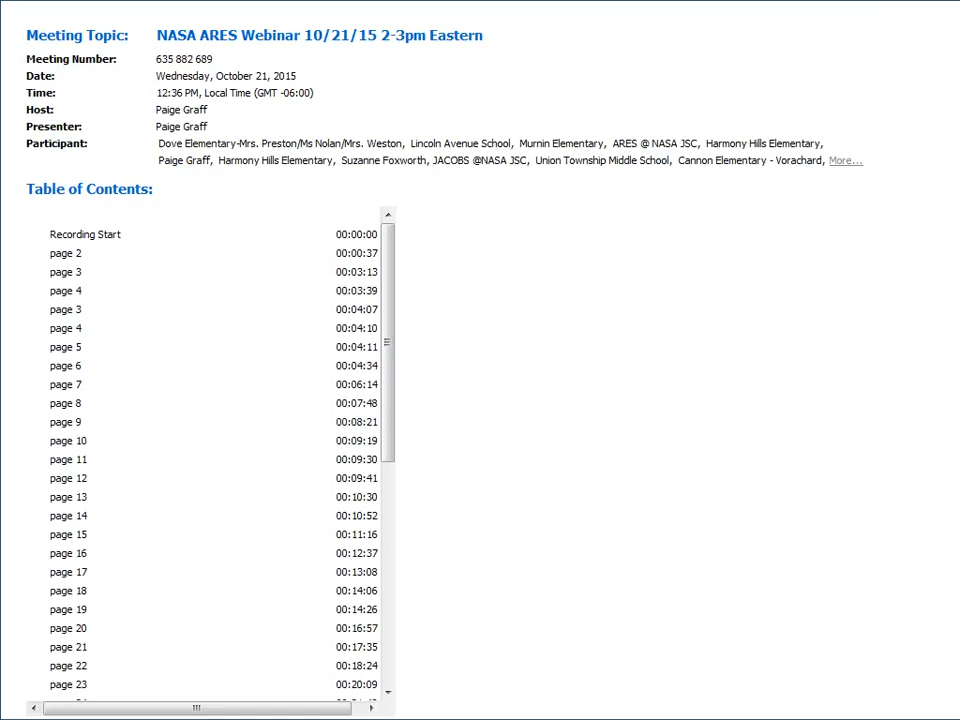 Meeting Topic: NASA ARES Webinar 10/21/15 2-3pm Eastern
Meeting Number: 635 882 689
Date: Wednesday, October 21, 2015
Time: 12:36 PM, Local Time (GMT -06:00)
Host: Paige Graff
Presenter: Paige Graff
Participant: Dove Elementary-Mrs. Preston/Ms Nolan/Mrs. Weston, Lincoln Avenue School, Murnin Elementary, ARES @ NASA JSC, Harmony Hills Elementary,
Paige Graff, Harmony Hills Elementary, Suzanne Foxworth, JACOBS @NASA JSC, Union Township Middle School, Cannon Elementary - Vorachard, More...
Table of Contents:
Recording Start 00:00:00
page 2 00:00:37
page 3 00:03:13
page 4 00:03:39
page 3 00:04:07
page 4 00:04:10
page 5 00:04:11
page 6 00:04:34
page 7 00:06:14
page 8 00:07:48
page 9 00:08:21
page 10 00:09:19
page 11 00:09:30
page 12 00:09:41
page 13 00:10:30
page 14 00:10:52
page 15 00:11:16
page 16 00:12:37
page 17 00:13:08
page 18 00:14:06
page 19 00:14:26
page 20 00:16:57
page 21 00:17:35
page 22 00:18:24
page 23 00:20:09